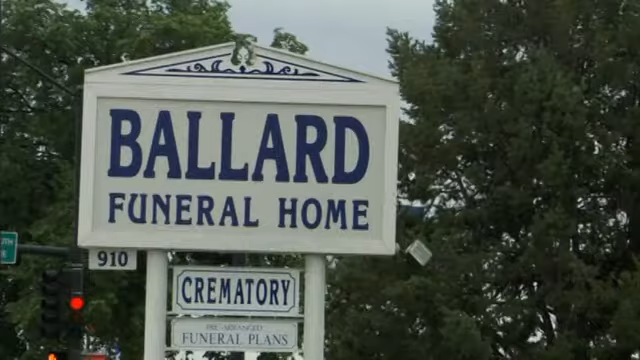 BALLARD
FUNERAL HOME
910
CREMATORY
PRE-ARRANGED
FUNERAL PLANS